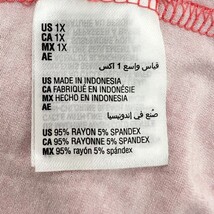 US 1X
CA 1X
MX 1X
AE
قياس واسع 1 اكس
US MADE IN INDONESIA
CA FABRIQUÉ EN INDONÉSIE
MX HECHO EN INDONESIA
AE
صُنع في إندونيسيا
US 95% RAYON 5% SPANDEX
CA 95% RAYONNE 5% SPANDEX
MX 95% RAYÓN 5% SPÁNDEX